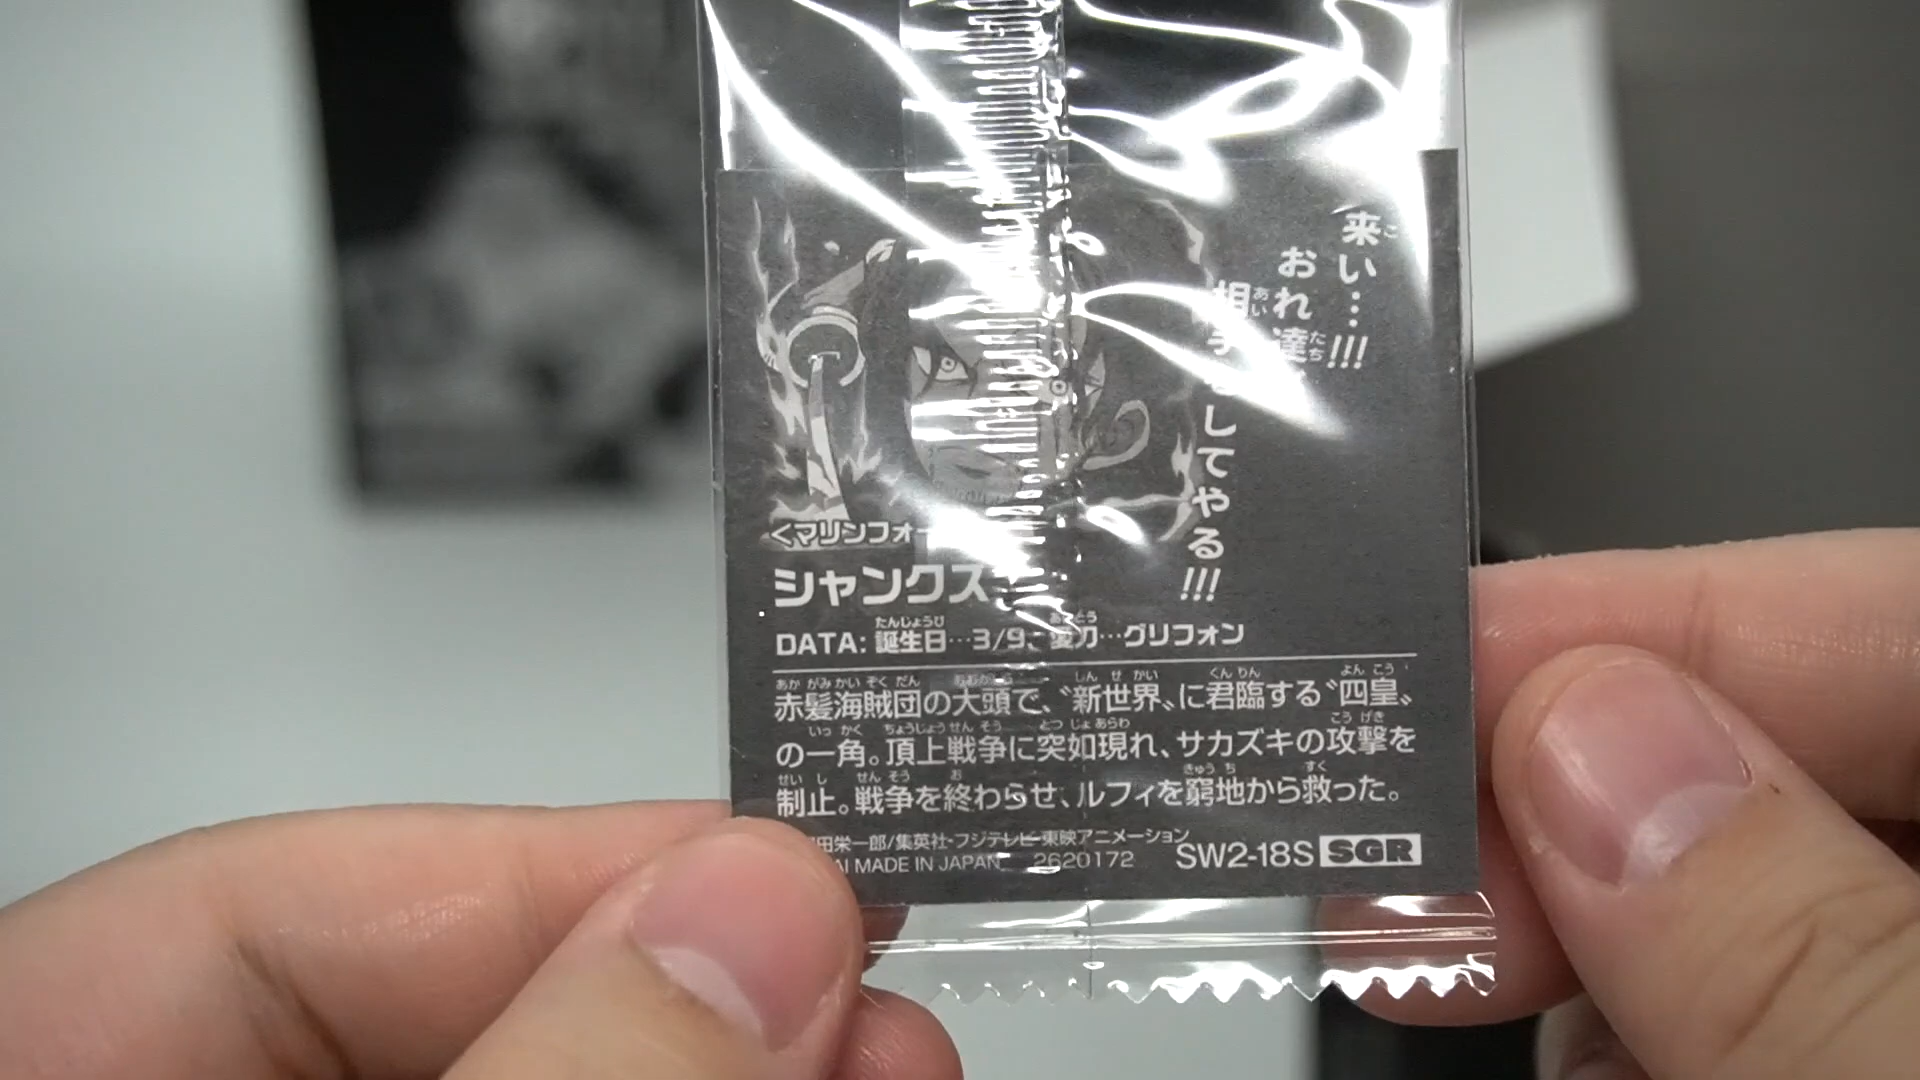 来い…!!!
おれ達
相手をしてやる!!!
<マリンフォー
シャンクス
DATA: 誕生日…3/9、愛刀…グリフォン
赤髪海賊団の大頭で、〝新世界〟に君臨する〝四皇〟
の一角。頂上戦争に突如現れ、サカズキの攻撃を
制止。戦争を終わらせ、ルフィを窮地から救った。
田栄一郎/集英社・フジテレビ・東映アニメーション
AI MADE IN JAPAN 2620172
SW2-18S SGR